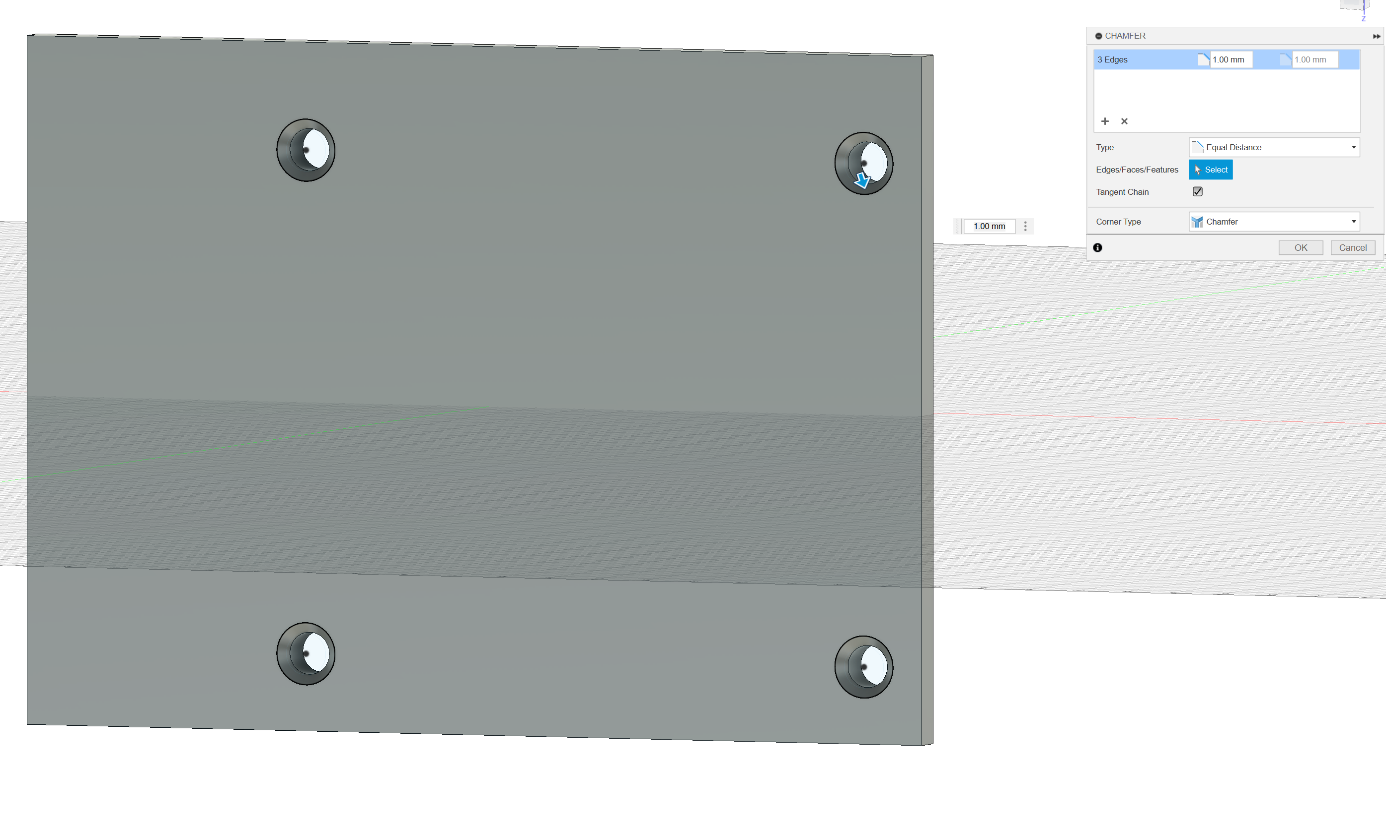 Z
CHAMFER
3 Edges 1.00 mm 1.00 mm
Type Equal Distance
Edges/Faces/Features Select
Tangent Chain
1.00 mm
Corner Type Chamfer
OK Cancel